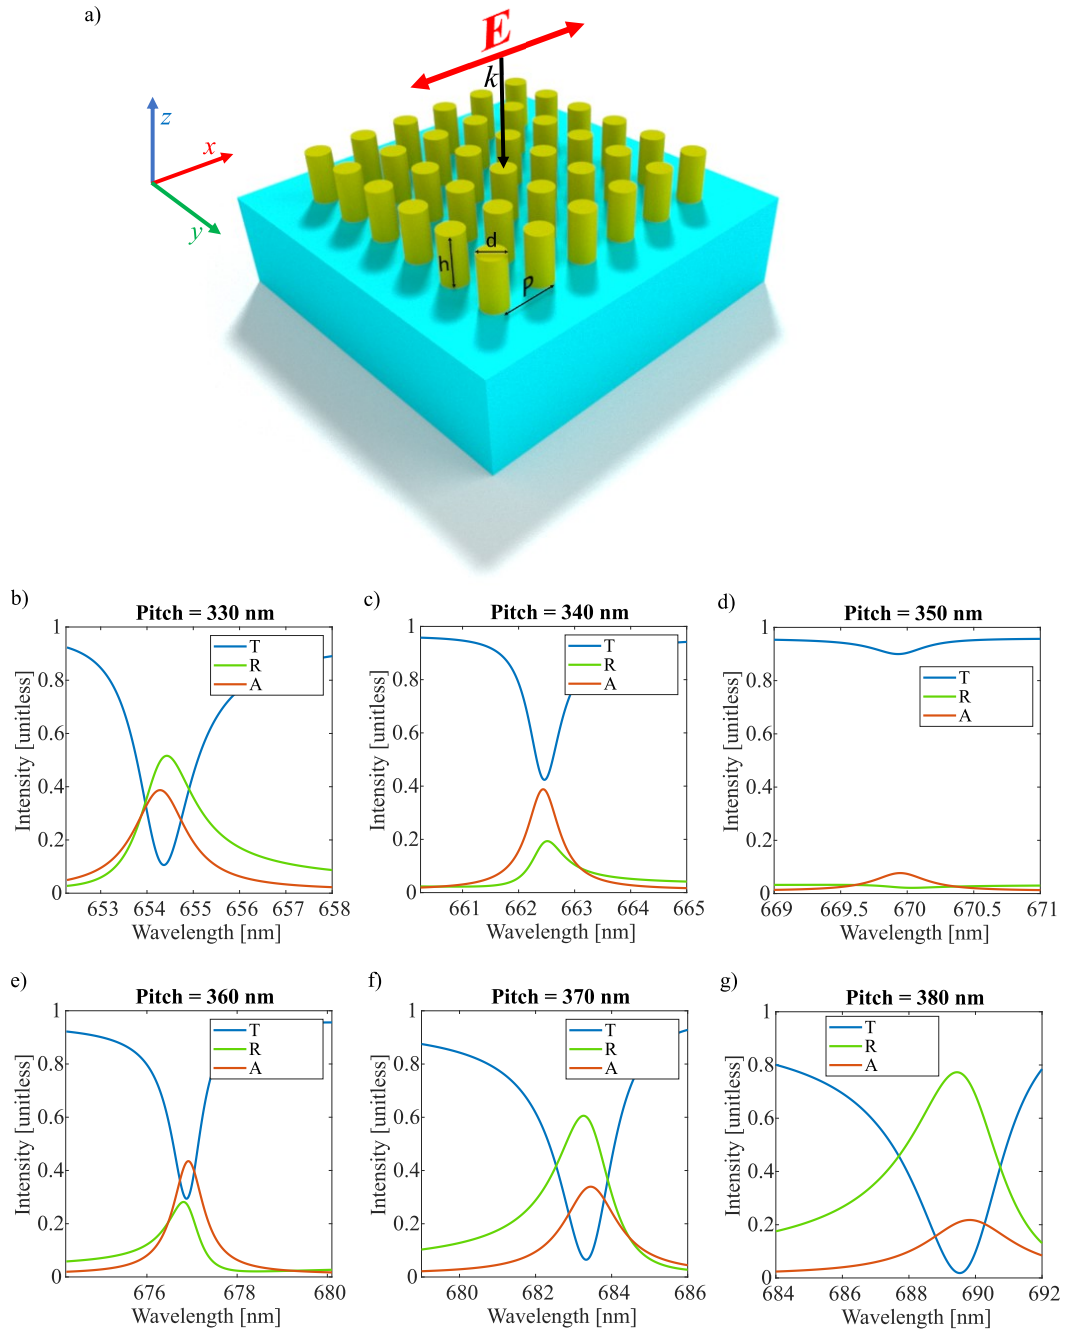 a)
E
k
z
x
y
d
h
P
b)
Pitch = 330 nm
Intensity [unitless]
1
0.8
0.6
0.4
0.2
0
T
R
A
653 654 655 656 657 658
Wavelength [nm]
c)
Pitch = 340 nm
Intensity [unitless]
1
0.8
0.6
0.4
0.2
0
T
R
A
661 662 663 664 665
Wavelength [nm]
d)
Pitch = 350 nm
Intensity [unitless]
1
0.8
0.6
0.4
0.2
0
T
R
A
669 669.5 670 670.5 671
Wavelength [nm]
e)
Pitch = 360 nm
Intensity [unitless]
1
0.8
0.6
0.4
0.2
0
T
R
A
676 678 680
Wavelength [nm]
f)
Pitch = 370 nm
Intensity [unitless]
1
0.8
0.6
0.4
0.2
0
T
R
A
680 682 684 686
Wavelength [nm]
g)
Pitch = 380 nm
Intensity [unitless]
1
0.8
0.6
0.4
0.2
0
T
R
A
684 686 688 690 692
Wavelength [nm]